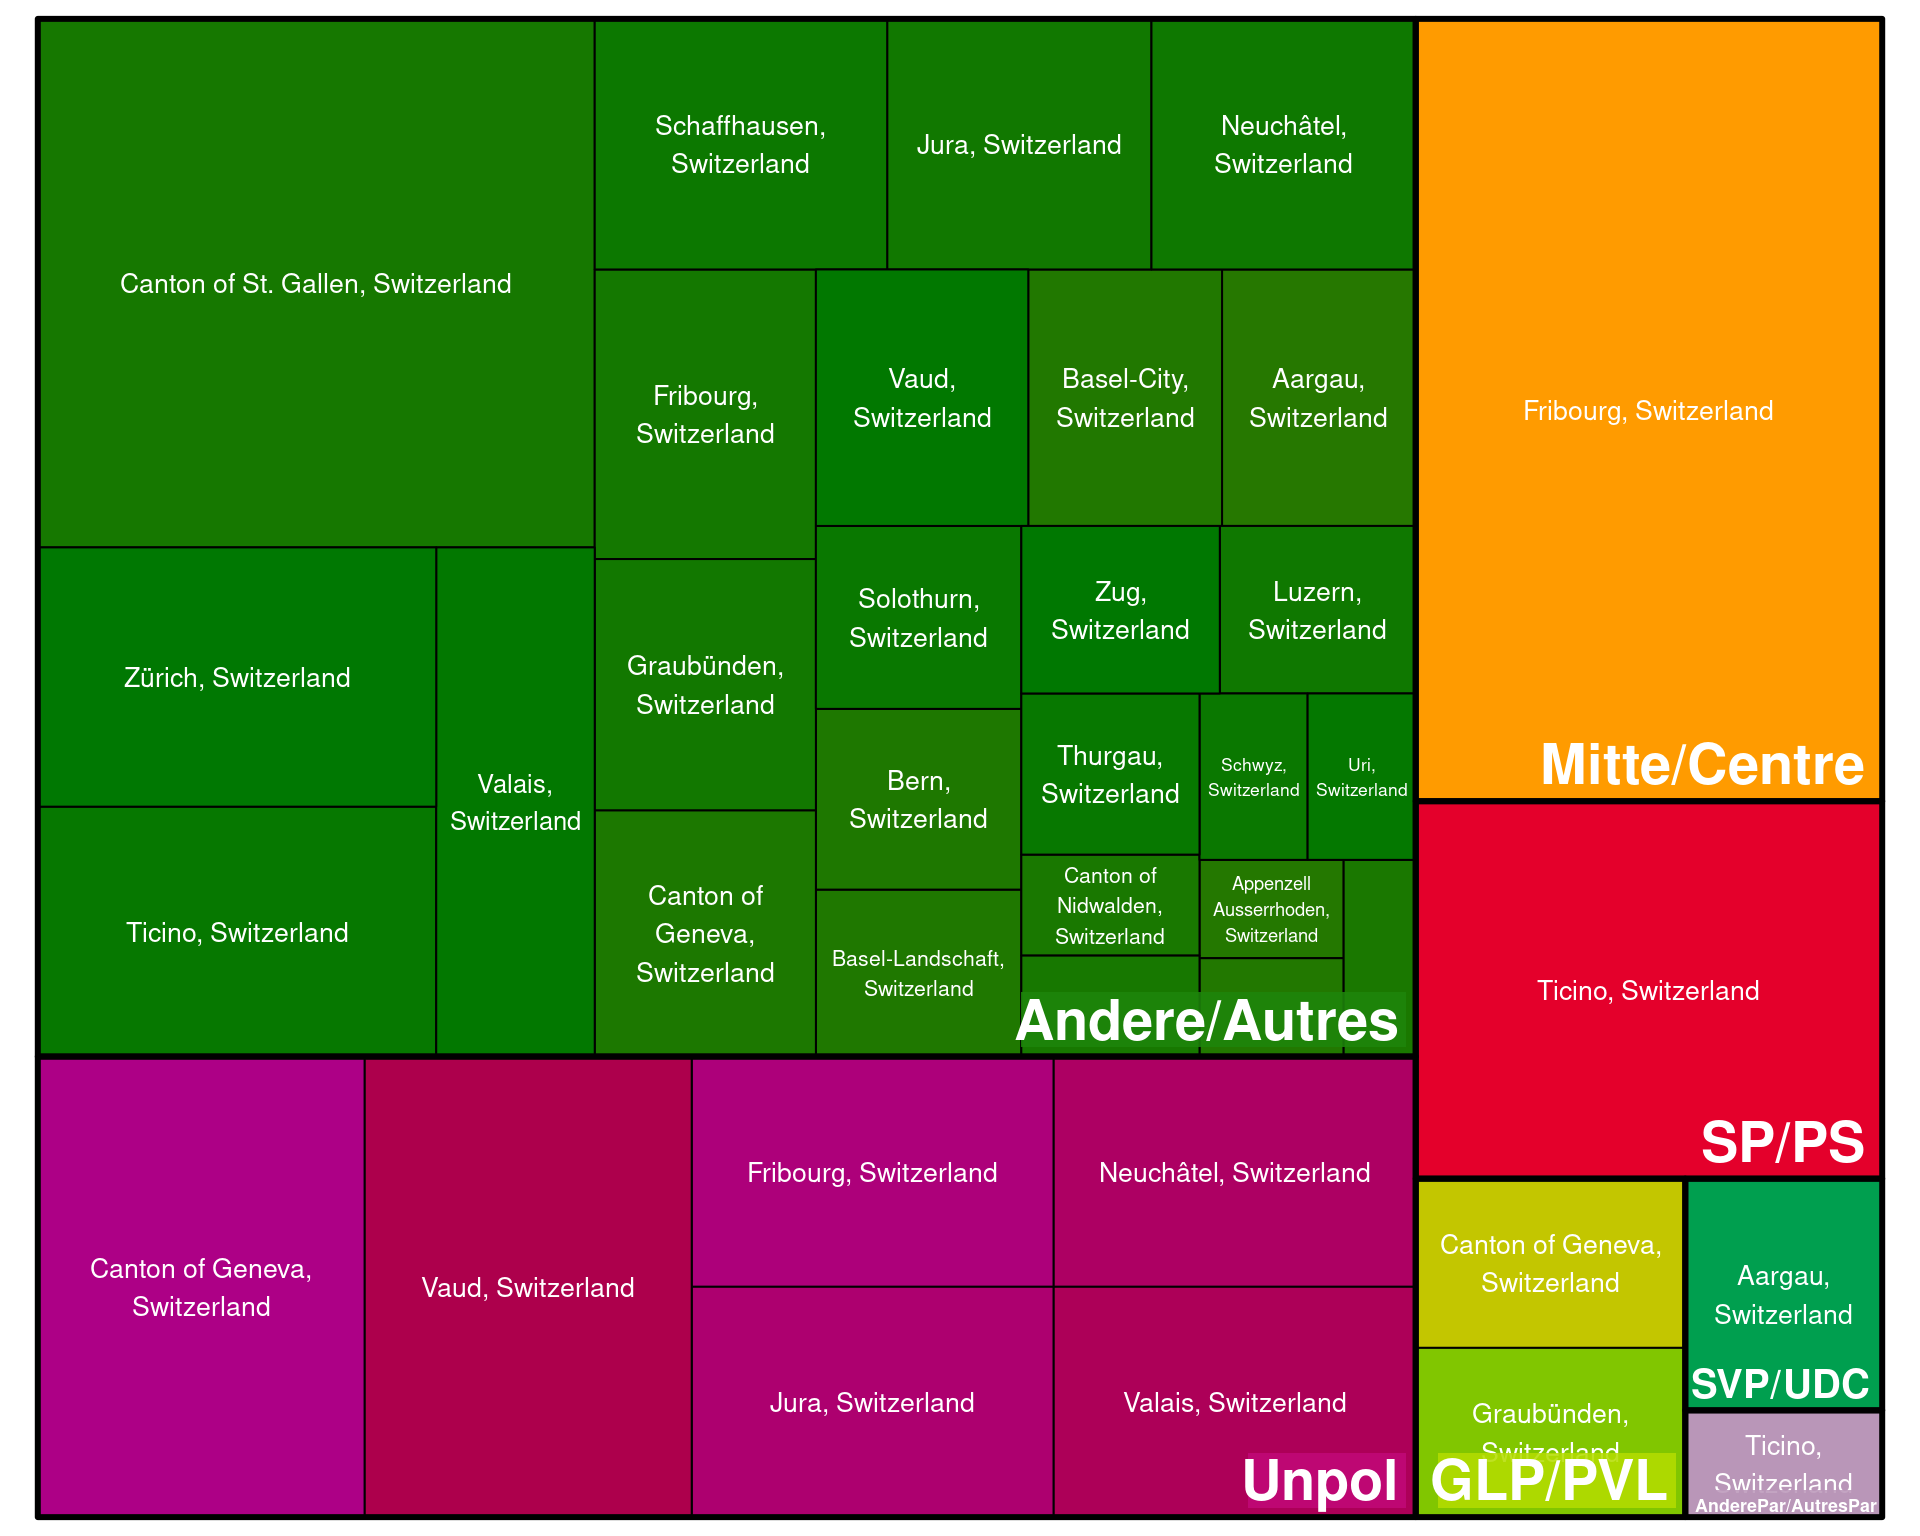 Canton of St. Gallen, Switzerland
Schaffhausen,
Switzerland
Jura, Switzerland
Neuchâtel,
Switzerland
Fribourg,
Switzerland
Vaud,
Switzerland
Basel-City,
Switzerland
Aargau,
Switzerland
Zürich, Switzerland
Valais,
Switzerland
Ticino, Switzerland
Graubünden,
Switzerland
Canton of
Geneva,
Switzerland
Solothurn,
Switzerland
Zug,
Switzerland
Luzern,
Switzerland
Bern,
Switzerland
Basel-Landschaft,
Switzerland
Thurgau,
Switzerland
Schwyz,
Switzerland
Uri,
Switzerland
Canton of
Nidwalden,
Switzerland
Appenzell
Ausserrhoden,
Switzerland
Andere/Autres
Fribourg, Switzerland
Mitte/Centre
Ticino, Switzerland
SP/PS
Canton of Geneva,
Switzerland
Vaud, Switzerland
Fribourg, Switzerland
Neuchâtel, Switzerland
Jura, Switzerland
Valais, Switzerland
Unpol
Canton of Geneva,
Switzerland
Graubünden,
Switzerland
GLP/PVL
Aargau,
Switzerland
SVP/UDC
Ticino,
Switzerland
AnderePar/AutresPar